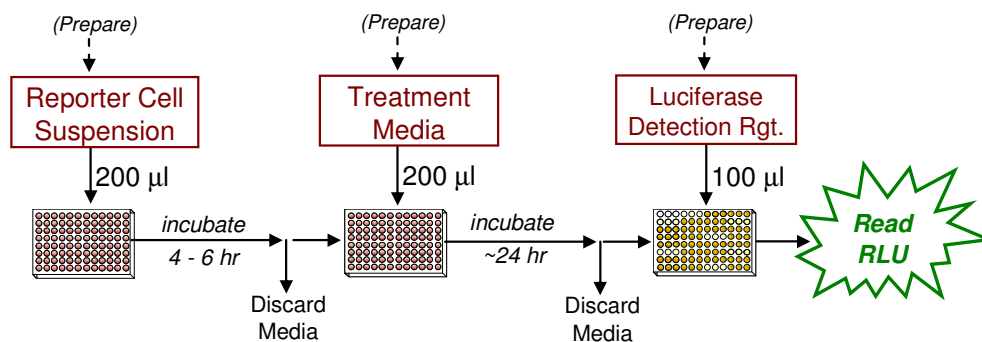 (Prepare)
(Prepare)
(Prepare)
Reporter Cell
Suspension
Treatment
Media
Luciferase
Detection Rgt.
200 µl
200 µl
100 µl
incubate
4 - 6 hr
incubate
~24 hr
Read
RLU
Discard
Media
Discard
Media